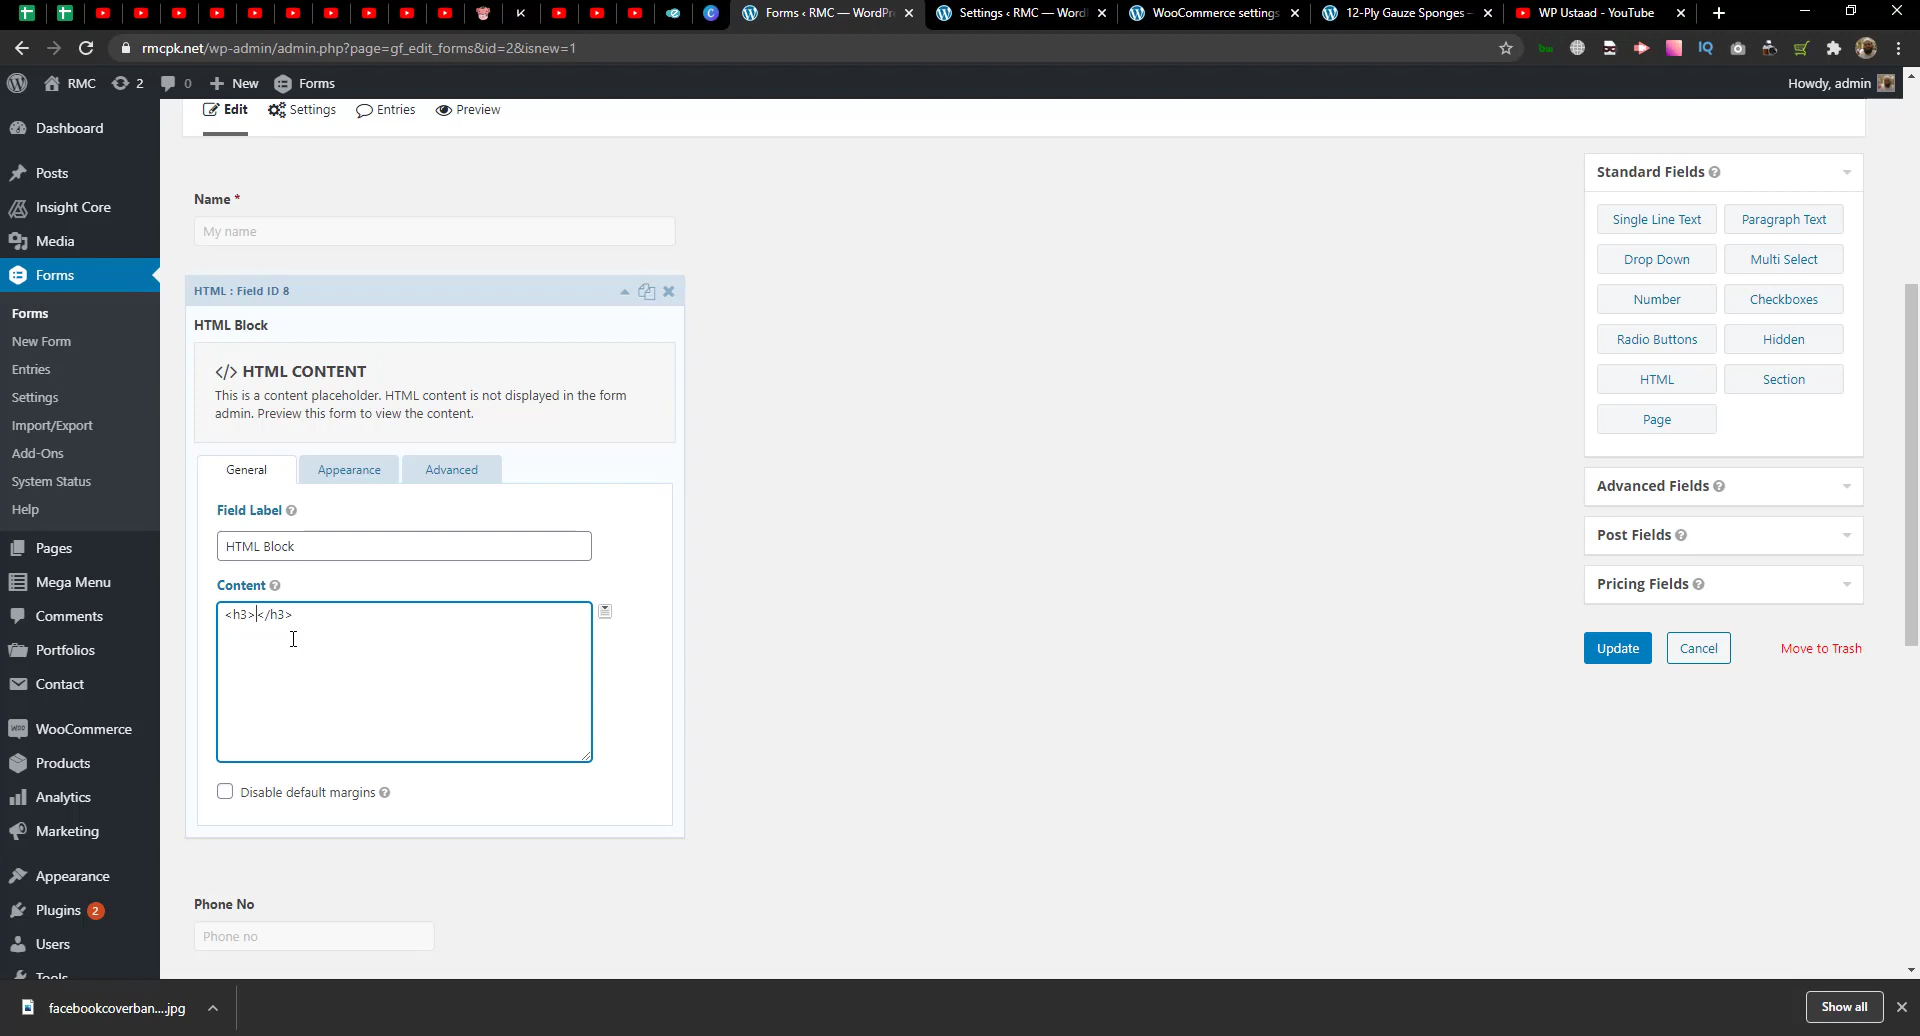 Forms ‹ RMC — WordPre
Settings ‹ RMC — Word
WooCommerce settings
12-Ply Gauze Sponges –
WP Ustaad - YouTube
rmcpk.net/wp-admin/admin.php?page=gf_edit_forms&id=2&isnew=1
RMC
2
0
New
Forms
Howdy, admin
Dashboard
Posts
Insight Core
Media
Forms
Forms
New Form
Entries
Settings
Import/Export
Add-Ons
System Status
Help
Pages
Mega Menu
Comments
Portfolios
Contact
WooCommerce
Products
Analytics
Marketing
Appearance
Plugins 2
Users
Tools
Edit
Settings
Entries
Preview
Name *
My name
HTML : Field ID 8
HTML Block
</> HTML CONTENT
This is a content placeholder. HTML content is not displayed in the form
admin. Preview this form to view the content.
General
Appearance
Advanced
Field Label
HTML Block
Content
<h3></h3>
Disable default margins
Phone No
Phone no
Standard Fields
Single Line Text
Paragraph Text
Drop Down
Multi Select
Number
Checkboxes
Radio Buttons
Hidden
HTML
Section
Page
Advanced Fields
Post Fields
Pricing Fields
Update
Cancel
Move to Trash
facebookcoverban....jpg
Show all